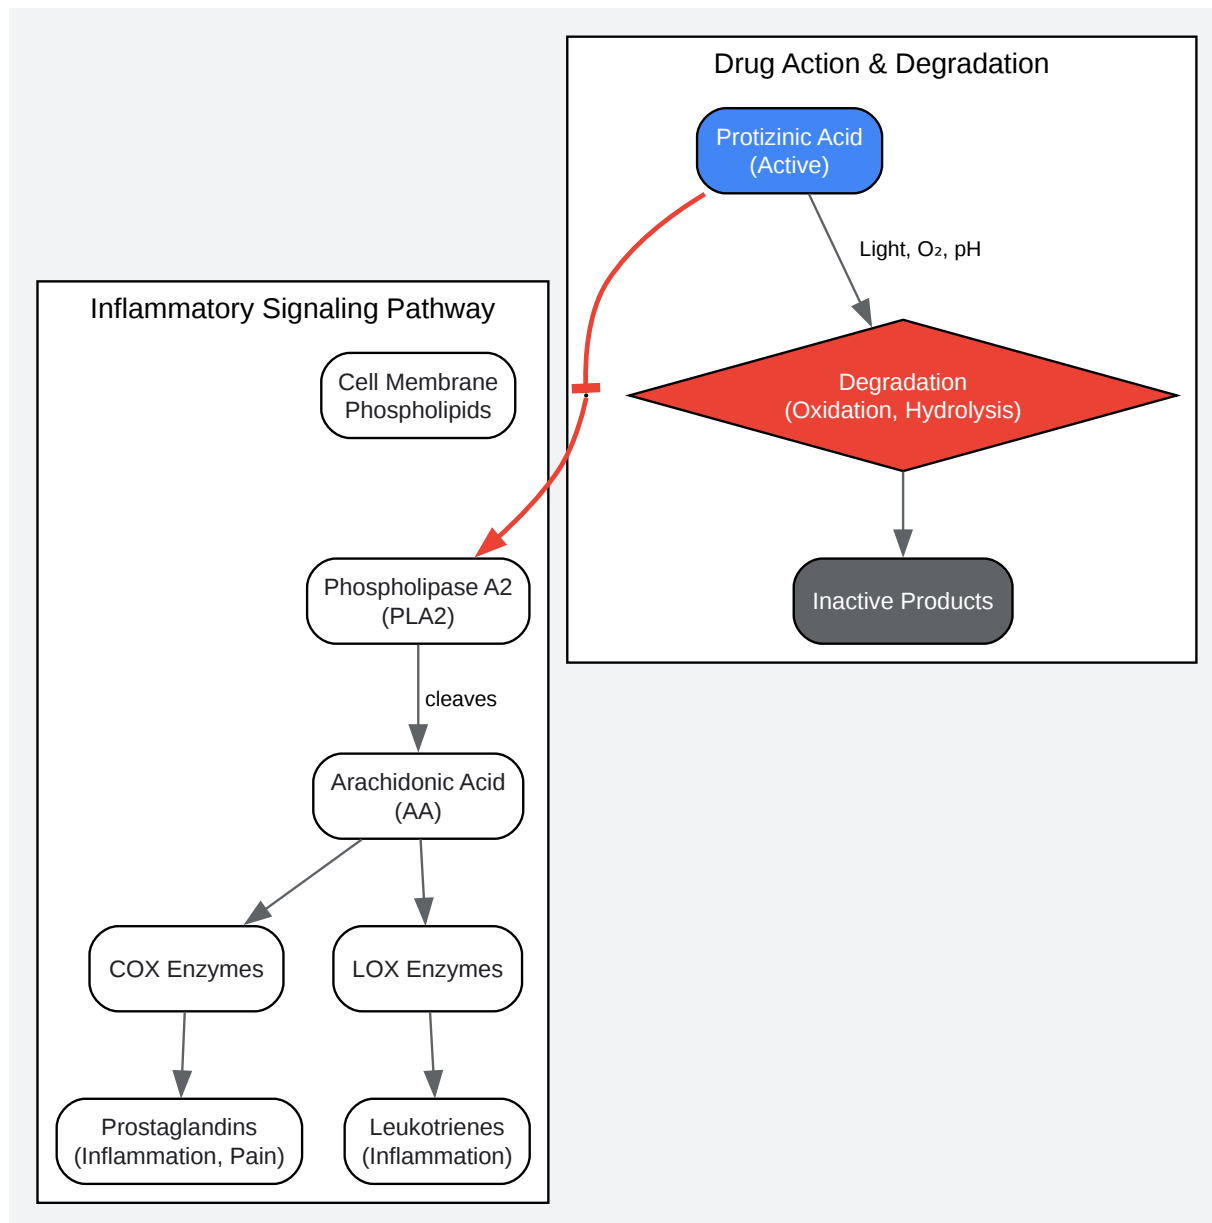 Drug Action & Degradation
Protizinic Acid
(Active)
Light, O₂, pH
Degradation
(Oxidation, Hydrolysis)
Inactive Products
Inflammatory Signaling Pathway
Cell Membrane
Phospholipids
Phospholipase A2
(PLA2)
cleaves
Arachidonic Acid
(AA)
COX Enzymes
LOX Enzymes
Prostaglandins
(Inflammation, Pain)
Leukotrienes
(Inflammation)